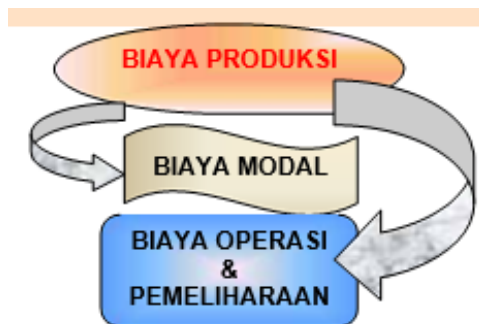 BIAYA PRODUKSI
BIAYA MODAL
BIAYA OPERASI
&
PEMELIHARAAN